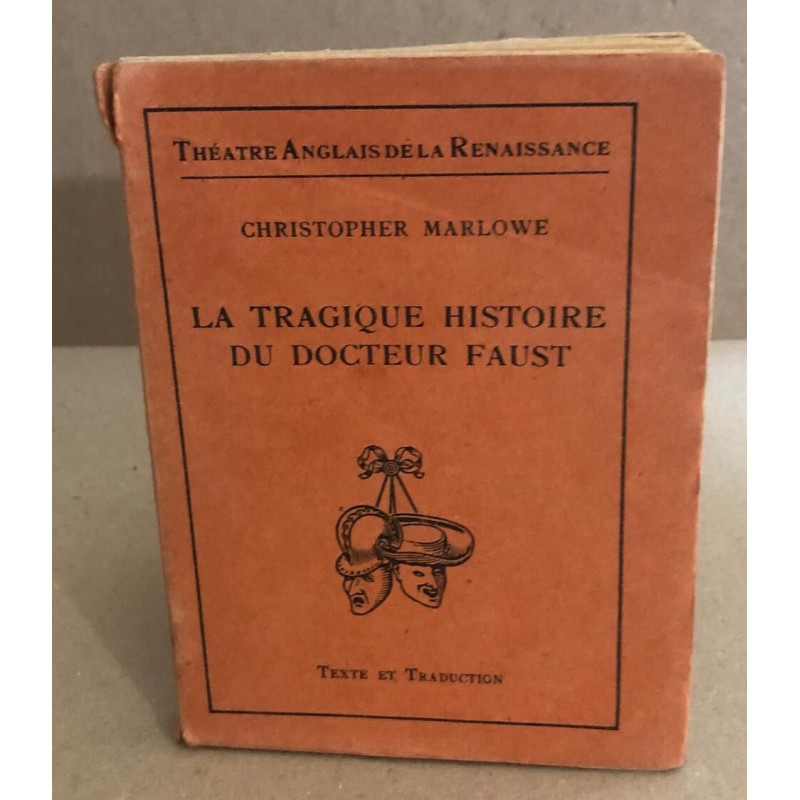 THÉATRE ANGLAIS DE LA RENAISSANCE
CHRISTOPHER MARLOWE
LA TRAGIQUE HISTOIRE
DU DOCTEUR FAUST
TEXTE ET TRADUCTION